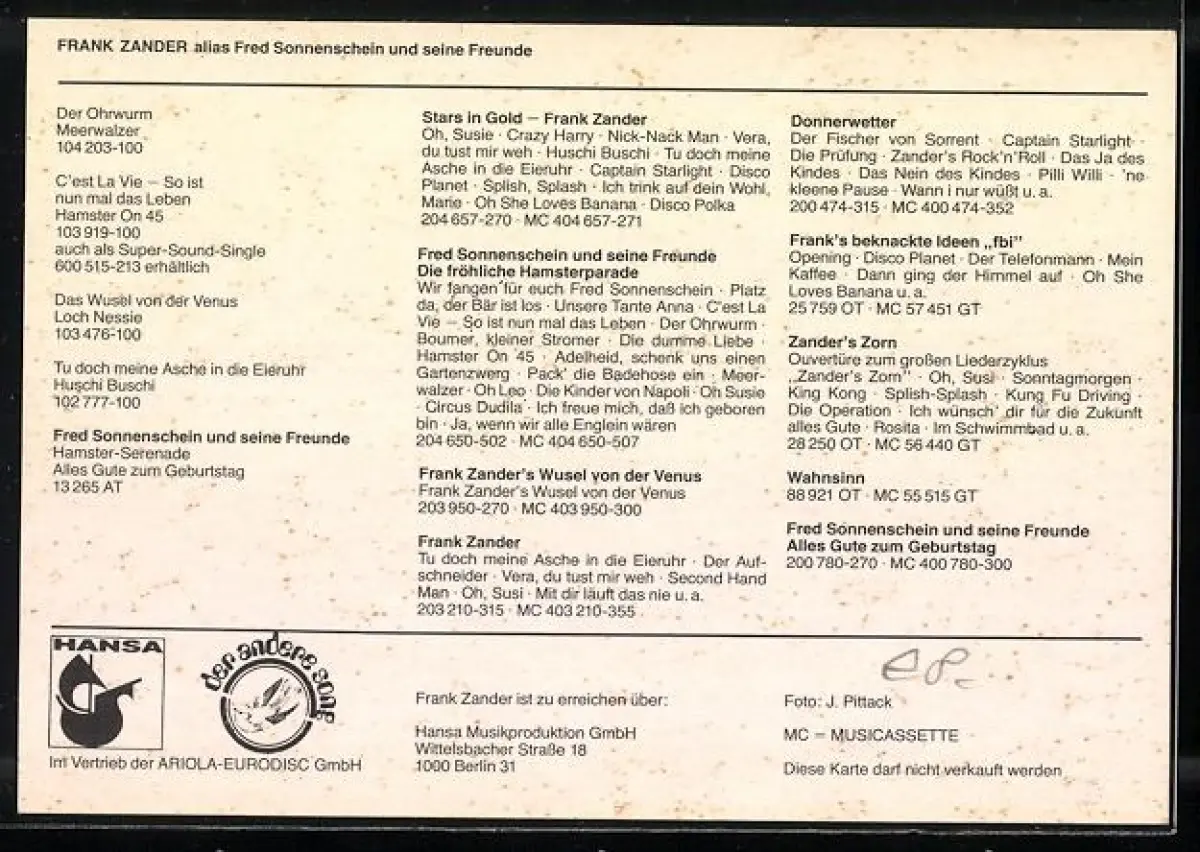 FRANK ZANDER alias Fred Sonnenschein und seine Freunde
Der Ohrwurm
Meerwalzer
104 203-100
C'est La Vie – So ist
nun mal das Leben
Hamster On 45
103 919-100
auch als Super-Sound-Single
600 515-213 erhältlich
Das Wusel von der Venus
Loch Nessie
103 476-100
Tu doch meine Asche in die Eieruhr
Huschi Buschi
102 777-100
Fred Sonnenschein und seine Freunde
Hamster-Serenade
Alles Gute zum Geburtstag
13 265 AT
Stars in Gold – Frank Zander
Oh, Susie · Crazy Harry · Nick-Nack Man · Vera,
du tust mir weh · Huschi Buschi · Tu doch meine
Asche in die Eieruhr · Captain Starlight · Disco
Planet · Splish, Splash · Ich trink auf dein Wohl,
Marie · Oh She Loves Banana · Disco Polka
204 657-270 · MC 404 657-271
Fred Sonnenschein und seine Freunde
Die fröhliche Hamsterparade
Wir fangen für euch Fred Sonnenschein · Platz
da, der Bär ist los · Unsere Tante Anna · C'est La
Vie – So ist nun mal das Leben · Der Ohrwurm ·
Boumer, kleiner Stromer · Die dumme Liebe ·
Hamster On 45 · Adelheid, schenk uns einen
Gartenzwerg · Pack' die Badehose ein · Meer-
walzer · Oh Leo · Die Kinder von Napoli · Oh Susie
· Circus Dudila · Ich freue mich, daß ich geboren
bin · Ja, wenn wir alle Englein wären
204 650-502 · MC 404 650-507
Frank Zander's Wusel von der Venus
Frank Zander's Wusel von der Venus
203 950-270 · MC 403 950-300
Frank Zander
Tu doch meine Asche in die Eieruhr · Der Auf-
schneider · Vera, du tust mir weh · Second Hand
Man · Oh, Susi · Mit dir läuft das nie u. a.
203 210-315 · MC 403 210-355
Donnerwetter
Der Fischer von Sorrent · Captain Starlight ·
Die Prüfung · Zander's Rock'n'Roll · Das Ja des
Kindes · Das Nein des Kindes · Pilli Willi · 'ne
kleene Pause · Wann i nur wüßt u. a.
200 474-315 · MC 400 474-352
Frank's beknackte Ideen „fbi"
Opening · Disco Planet · Der Telefonmann · Mein
Kaffee · Dann ging der Himmel auf · Oh She
Loves Banana u. a.
25 759 OT · MC 57 451 GT
Zander's Zorn
Ouvertüre zum großen Liederzyklus
„Zander's Zorn" · Oh, Susi · Sonntagmorgen ·
King Kong · Splish-Splash · Kung Fu Driving ·
Die Operation · Ich wünsch' dir für die Zukunft
alles Gute · Rosita · Im Schwimmbad u. a.
28 250 OT · MC 56 440 GT
Wahnsinn
88 921 OT · MC 55 515 GT
Fred Sonnenschein und seine Freunde
Alles Gute zum Geburtstag
200 780-270 · MC 400 780-300
HANSA
der andere song
Im Vertrieb der ARIOLA-EURODISC GmbH
Frank Zander ist zu erreichen über:
Hansa Musikproduktion GmbH
Wittelsbacher Straße 18
1000 Berlin 31
Foto: J. Pittack
MC = MUSICASSETTE
Diese Karte darf nicht verkauft werden